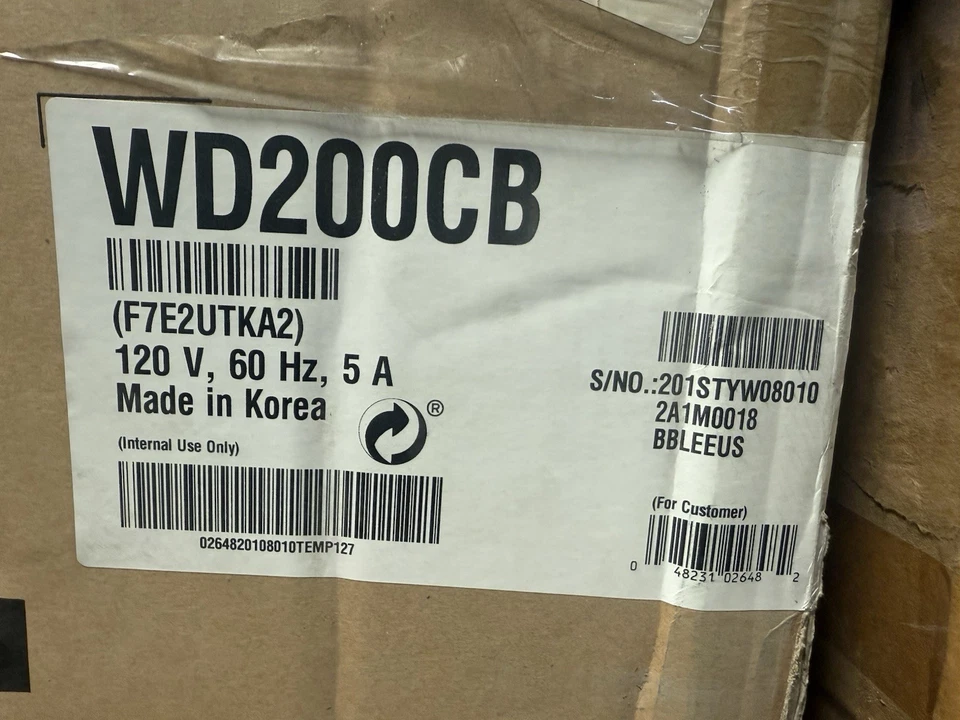 WD200CB
(F7E2UTKA2)
120 V, 60 Hz, 5 A
Made in Korea
®
(Internal Use Only)
0264820108010TEMP127
S/NO.:201STYW08010
2A1M0018
BBLEEUS
(For Customer)
0 48231 02648 2